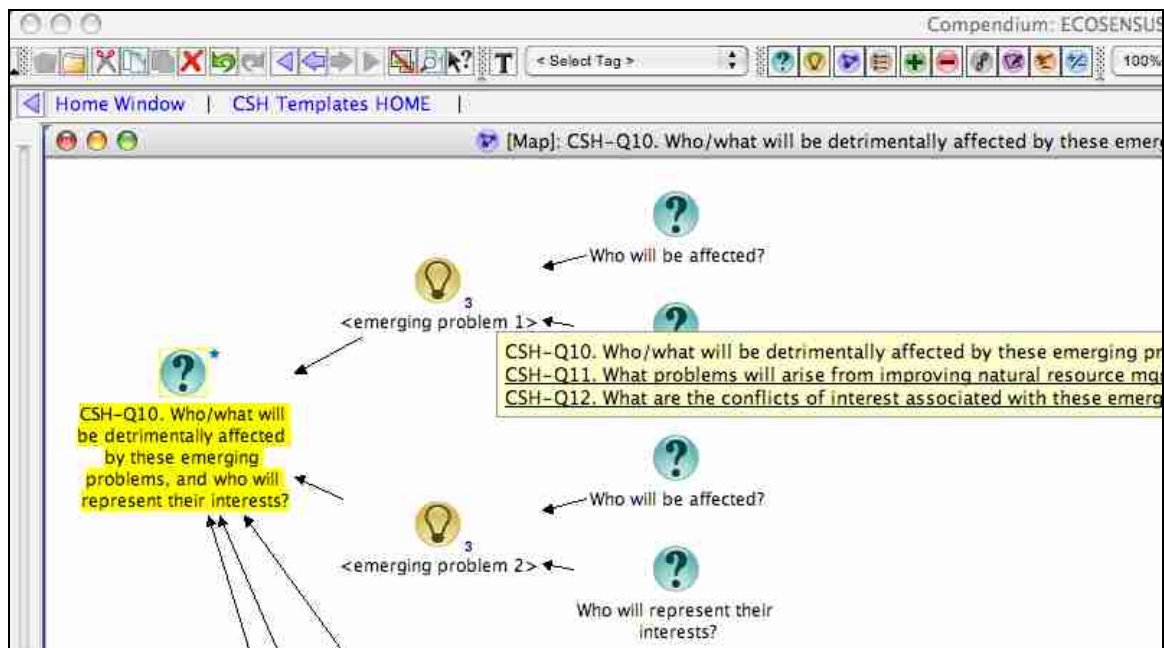 Compendium: ECOSENSUS
T
< Select Tag >
100%
Home Window | CSH Templates HOME |
[Map]: CSH-Q10. Who/what will be detrimentally affected by these emer
Who will be affected?
3
<emerging problem 1>
CSH-Q10. Who/what will be detrimentally affected by these emerging pr
CSH-Q11. What problems will arise from improving natural resource mg
CSH-Q12. What are the conflicts of interest associated with these emerg
CSH-Q10. Who/what will
be detrimentally affected
by these emerging
problems, and who will
represent their interests?
Who will be affected?
3
<emerging problem 2>
Who will represent their
interests?